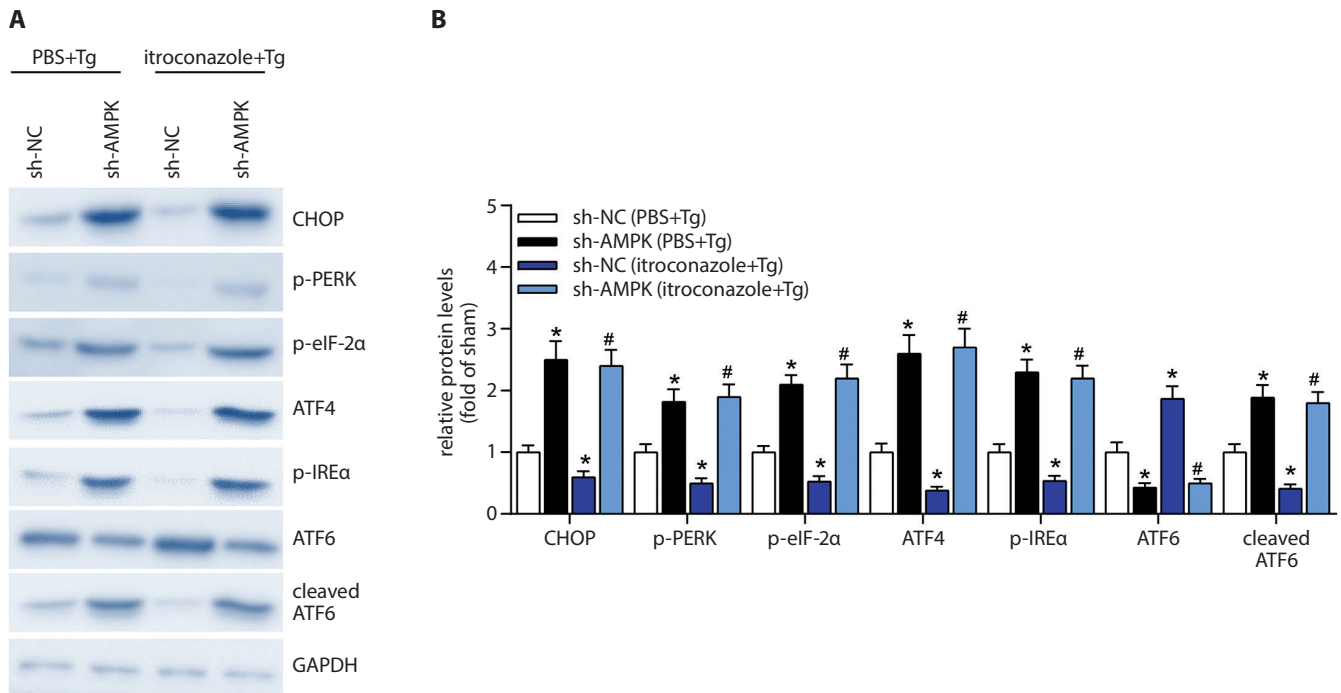 A
PBS+Tg
itroconazole+Tg
sh-NC
sh-AMPK
sh-NC
sh-AMPK
CHOP
p-PERK
p-eIF-2α
ATF4
p-IREα
ATF6
cleaved
ATF6
GAPDH
B
relative protein levels
(fold of sham)
5
4
3
2
1
0
sh-NC (PBS+Tg)
sh-AMPK (PBS+Tg)
sh-NC (itroconazole+Tg)
sh-AMPK (itroconazole+Tg)
* * #
* * #
* * #
* * #
* * #
* * #
* * #
CHOP
p-PERK
p-eIF-2α
ATF4
p-IREα
ATF6
cleaved
ATF6